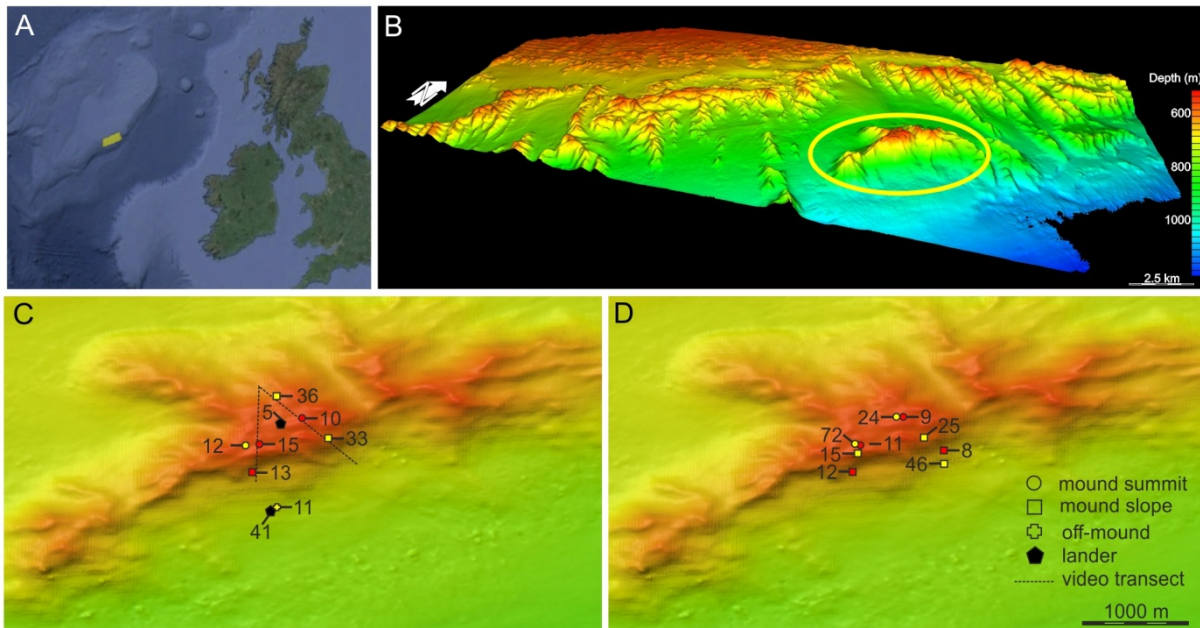 A
B
Depth (m)
600
800
1000
2.5 km
C
36
5
10
12
15
33
13
11
41
D
24
9
25
72
11
15
8
12
46
mound summit
mound slope
off-mound
lander
video transect
1000 m